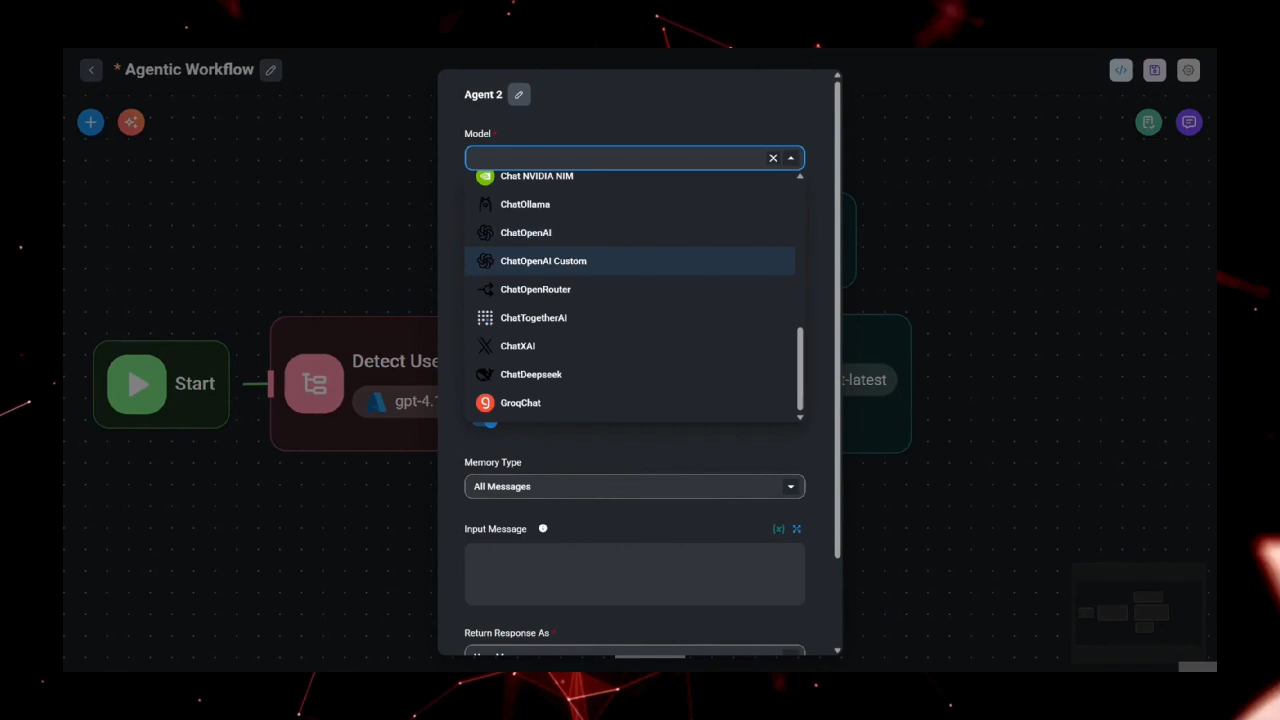 * Agentic Workflow
Agent 2
Model *
Chat NVIDIA NIM
ChatOllama
ChatOpenAI
ChatOpenAI Custom
ChatOpenRouter
ChatTogetherAI
ChatXAI
ChatDeepseek
GroqChat
Start
Detect Use
gpt-4.1
t-latest
Memory Type
All Messages
Input Message
{x}
Return Response As *